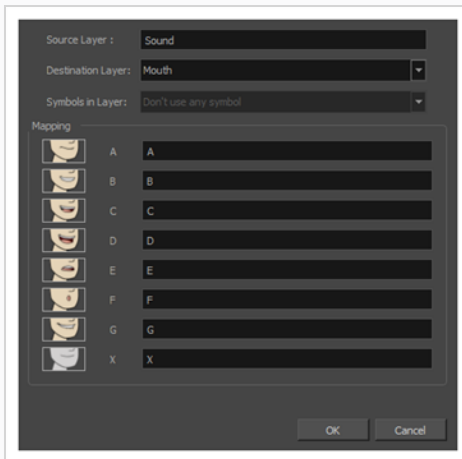 Source Layer : Sound
Destination Layer: Mouth
Symbols in Layer: Don't use any symbol
Mapping
A A
B B
C C
D D
E E
F F
G G
X X
OK Cancel